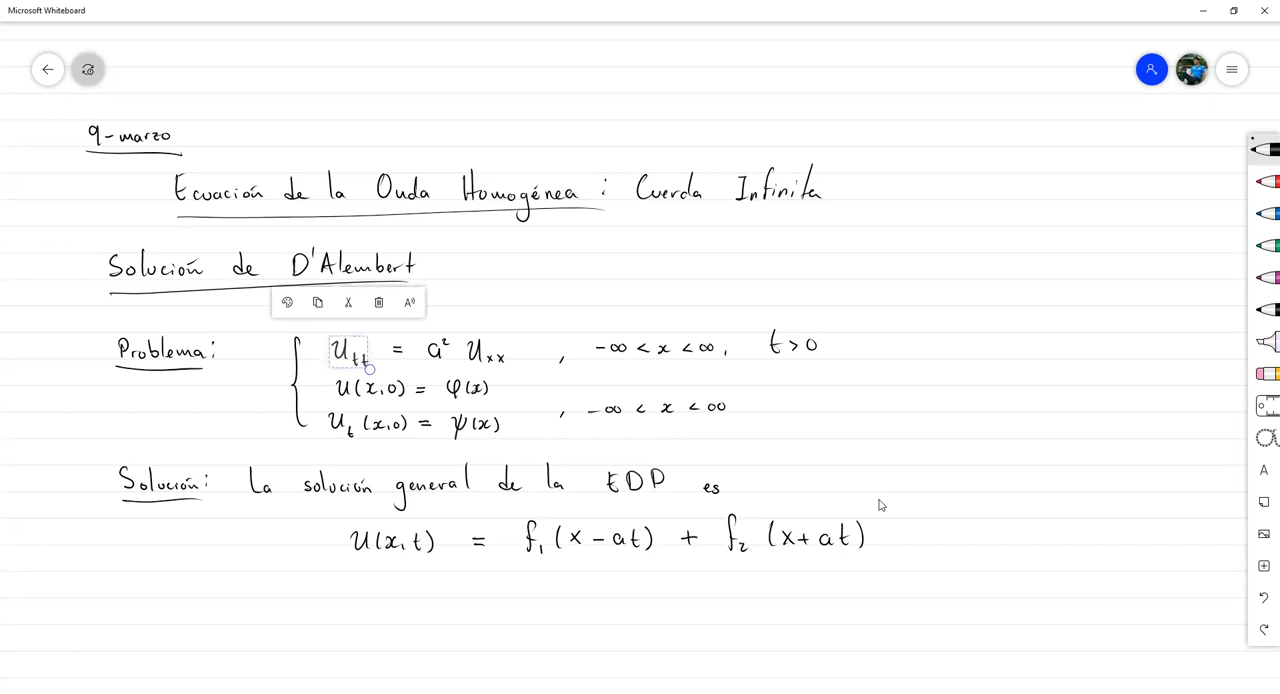 Microsoft Whiteboard
9-marzo
Ecuación de la Onda Homogénea : Cuerda Infinita
Solución de D'Alembert
Problema: { U_tt = a² U_xx , -∞ < x < ∞, t > 0
U(x,0) = φ(x)
U_t (x,0) = ψ(x) , -∞ < x < ∞
Solución: La solución general de la EDP es
U(x,t) = f₁(x - at) + f₂ (x + at)